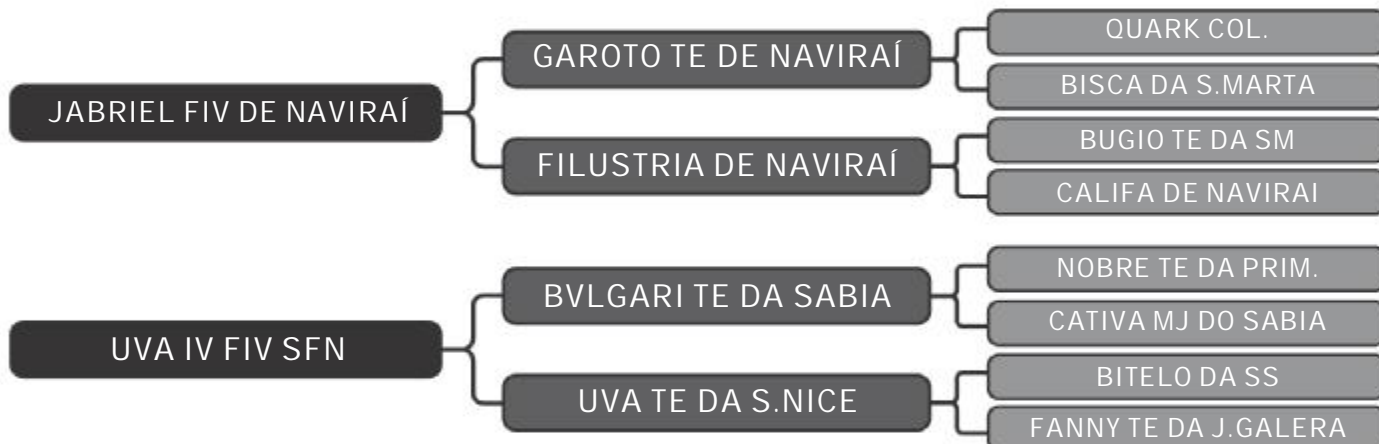 JABRIEL FIV DE NAVIRAÍ
GAROTO TE DE NAVIRAÍ
QUARK COL.
BISCA DA S.MARTA
FILUSTRIA DE NAVIRAÍ
BUGIO TE DA SM
CALIFA DE NAVIRAI
UVA IV FIV SFN
BVLGARI TE DA SABIA
NOBRE TE DA PRIM.
CATIVA MJ DO SABIA
UVA TE DA S.NICE
BITELO DA SS
FANNY TE DA J.GALERA